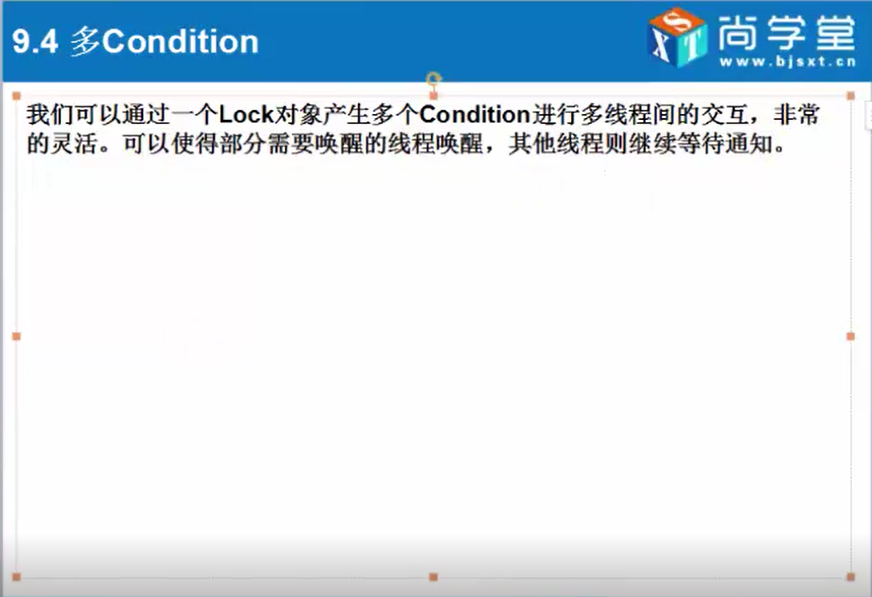 9.4 多Condition
尚学堂
XST
www.bjsxt.cn
我们可以通过一个Lock对象产生多个Condition进行多线程间的交互，非常
的灵活。可以使得部分需要唤醒的线程唤醒，其他线程则继续等待通知。